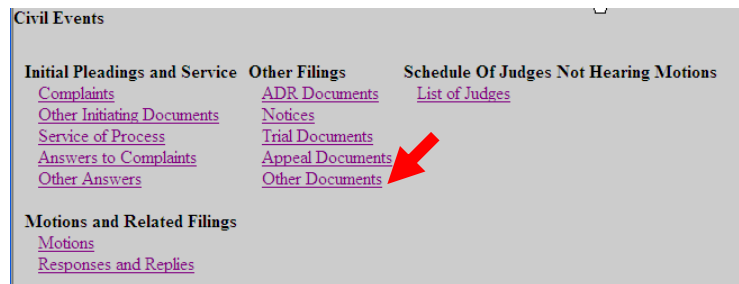 Civil Events
Initial Pleadings and Service
Complaints
Other Initiating Documents
Service of Process
Answers to Complaints
Other Answers
Other Filings
ADR Documents
Notices
Trial Documents
Appeal Documents
Other Documents
Schedule Of Judges Not Hearing Motions
List of Judges
Motions and Related Filings
Motions
Responses and Replies